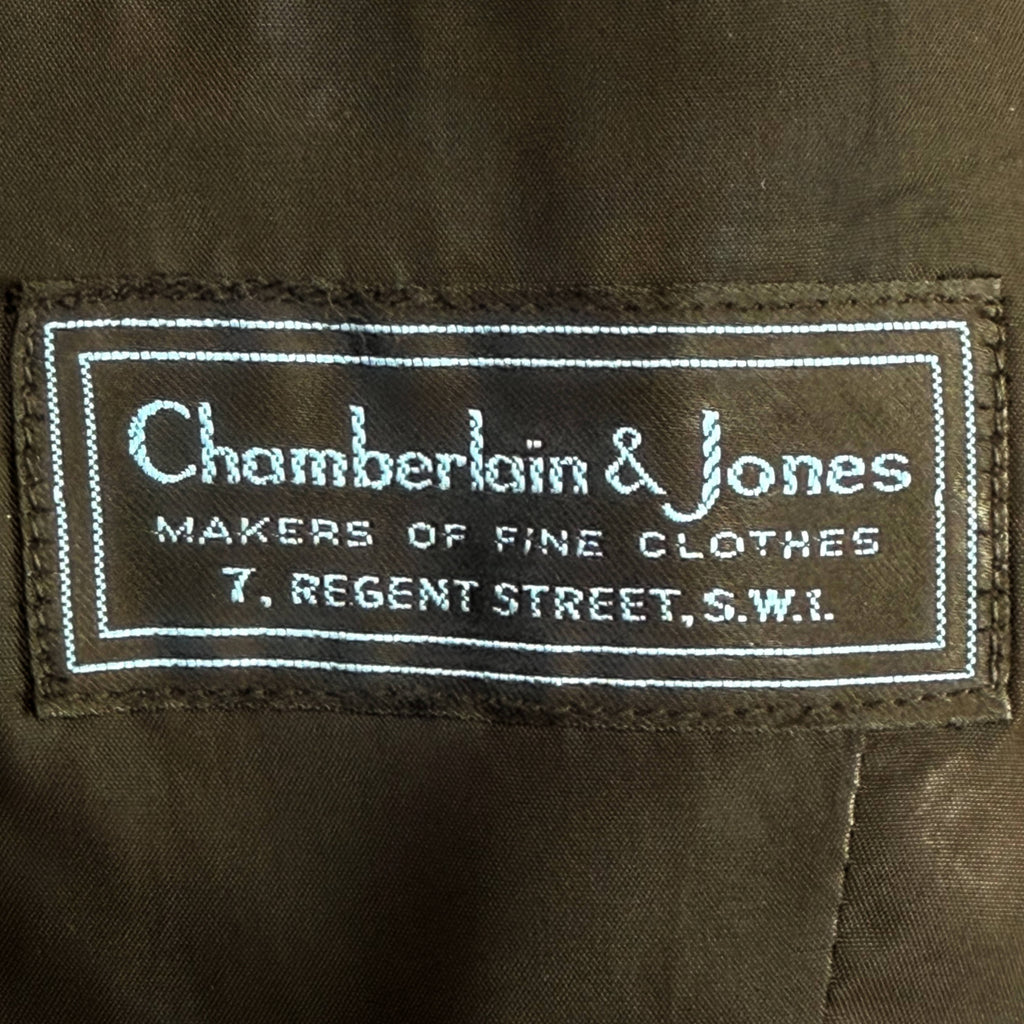 Chamberlain & Jones
MAKERS OF FINE CLOTHES
7, REGENT STREET, S.W.1.